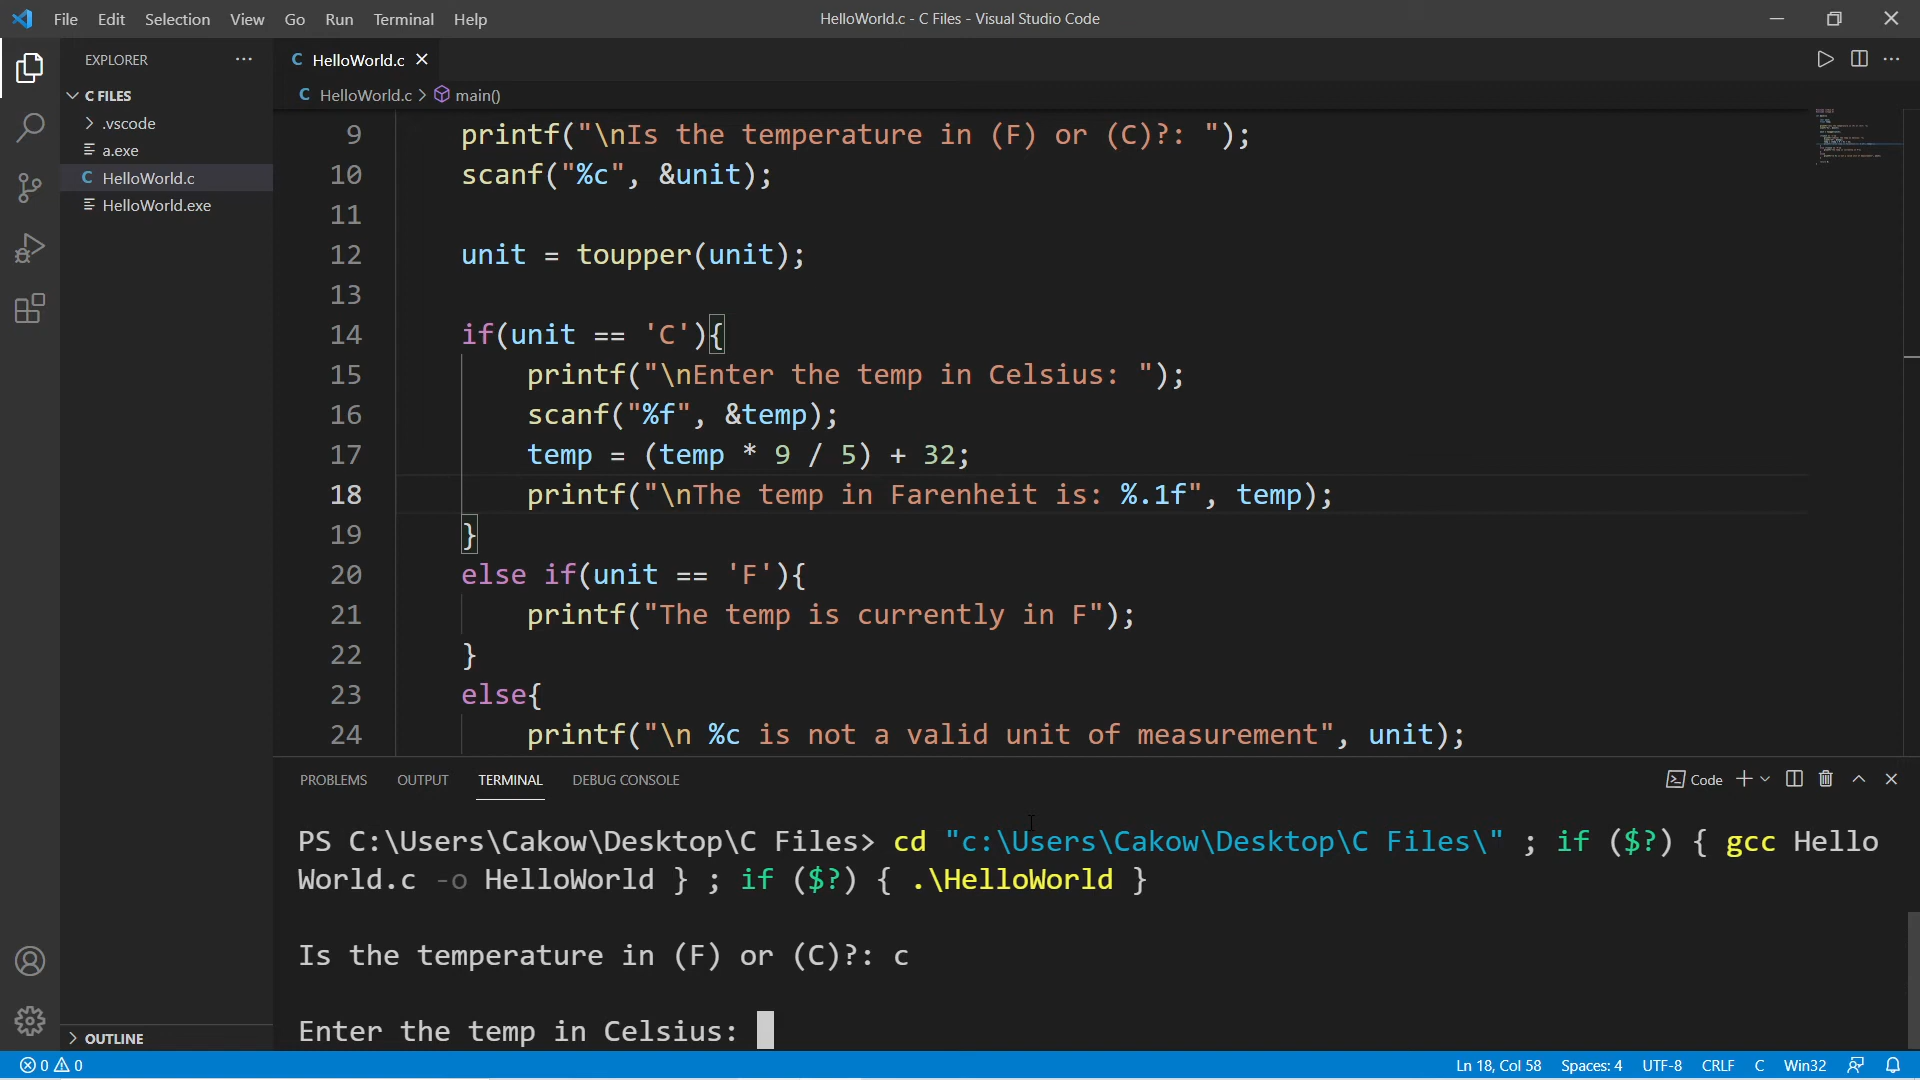 File Edit Selection View Go Run Terminal Help
HelloWorld.c - C Files - Visual Studio Code
EXPLORER
C FILES
.vscode
a.exe
C HelloWorld.c
HelloWorld.exe
OUTLINE
C HelloWorld.c
C HelloWorld.c > main()
9 printf("\nIs the temperature in (F) or (C)?: ");
10 scanf("%c", &unit);
11
12 unit = toupper(unit);
13
14 if(unit == 'C'){
15 printf("\nEnter the temp in Celsius: ");
16 scanf("%f", &temp);
17 temp = (temp * 9 / 5) + 32;
18 printf("\nThe temp in Farenheit is: %.1f", temp);
19 }
20 else if(unit == 'F'){
21 printf("The temp is currently in F");
22 }
23 else{
24 printf("\n %c is not a valid unit of measurement", unit);
PROBLEMS OUTPUT TERMINAL DEBUG CONSOLE
Code
PS C:\Users\Cakow\Desktop\C Files> cd "c:\Users\Cakow\Desktop\C Files\" ; if ($?) { gcc Hello
World.c -o HelloWorld } ; if ($?) { .\HelloWorld }
Is the temperature in (F) or (C)?: c
Enter the temp in Celsius:
0 0
Ln 18, Col 58 Spaces: 4 UTF-8 CRLF C Win32